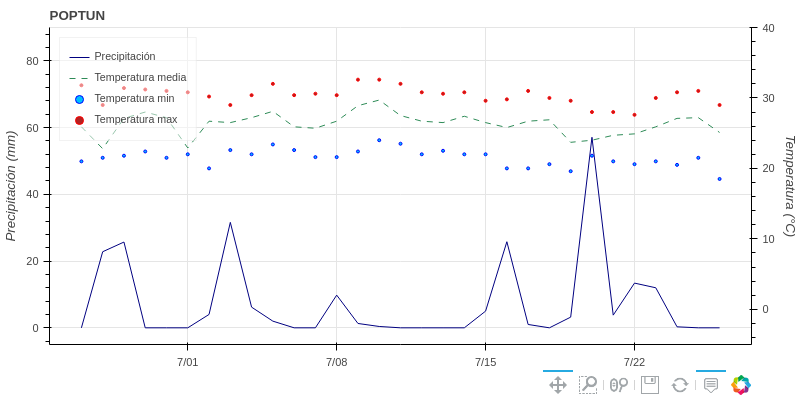 POPTUN
Precipitación
Temperatura media
Temperatura min
Temperatura max
Precipitación (mm)
80
60
40
20
0
40
30
20
10
0
Temperatura (°C)
7/01
7/08
7/15
7/22